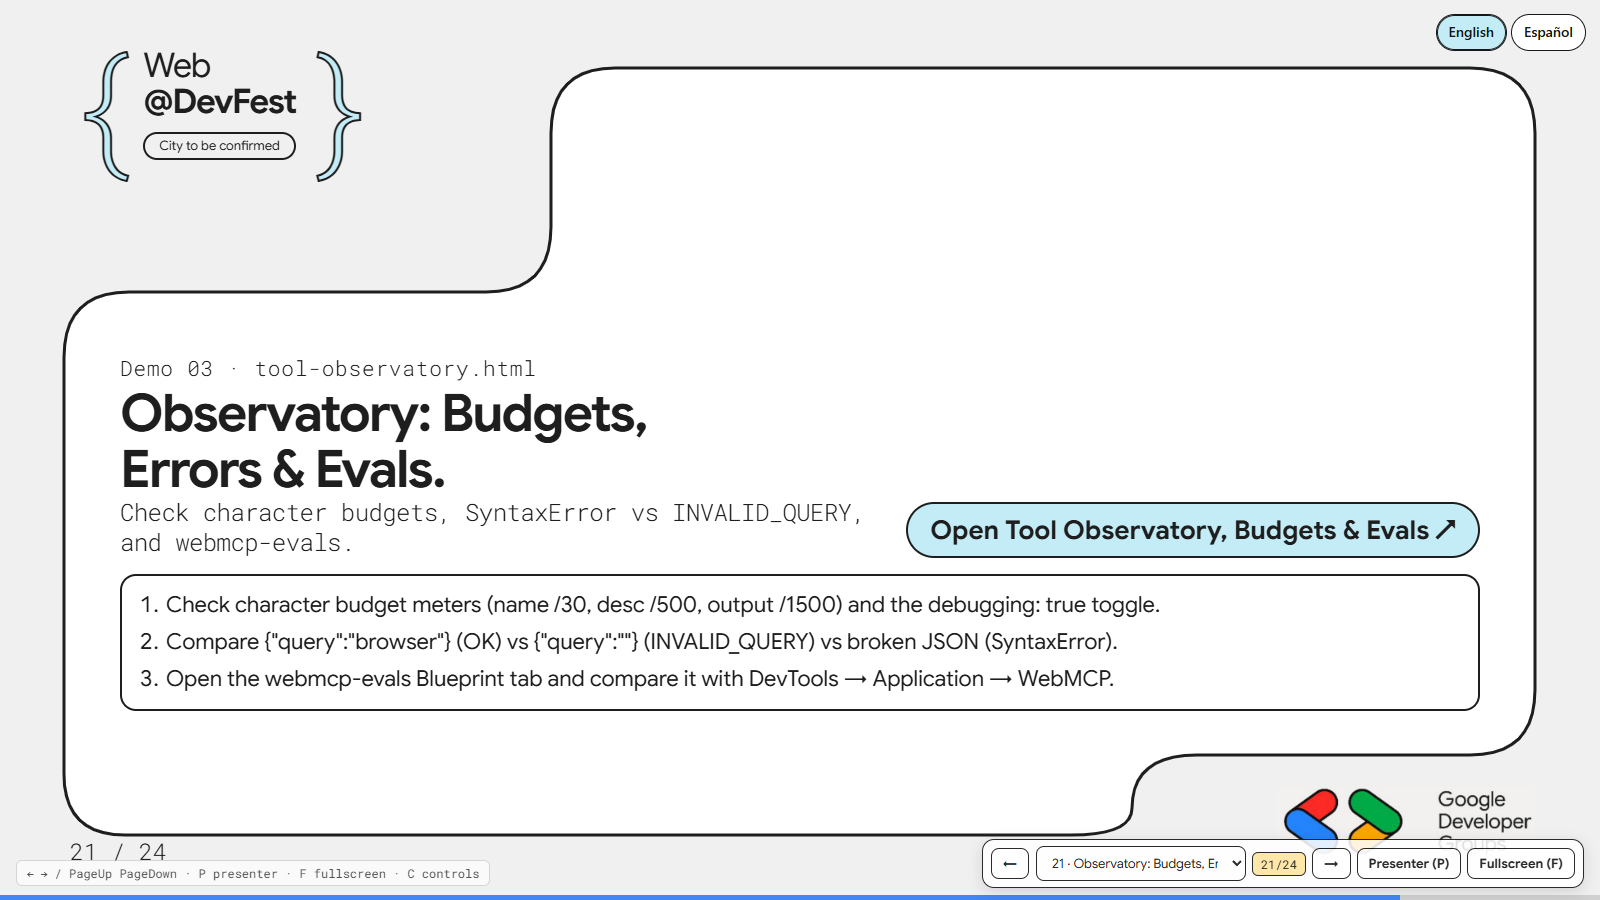 English
Español
Web
@DevFest
City to be confirmed
Demo 03 · tool-observatory.html
Observatory: Budgets,
Errors & Evals.
Check character budgets, SyntaxError vs INVALID_QUERY,
and webmcp-evals.
Open Tool Observatory, Budgets & Evals ↗
1. Check character budget meters (name /30, desc /500, output /1500) and the debugging: true toggle.
2. Compare {"query":"browser"} (OK) vs {"query":""} (INVALID_QUERY) vs broken JSON (SyntaxError).
3. Open the webmcp-evals Blueprint tab and compare it with DevTools → Application → WebMCP.
Google
Developer
Groups
21 / 24
← → / PageUp PageDown · P presenter · F fullscreen · C controls
←
21 · Observatory: Budgets, Er
21/24
→
Presenter (P)
Fullscreen (F)